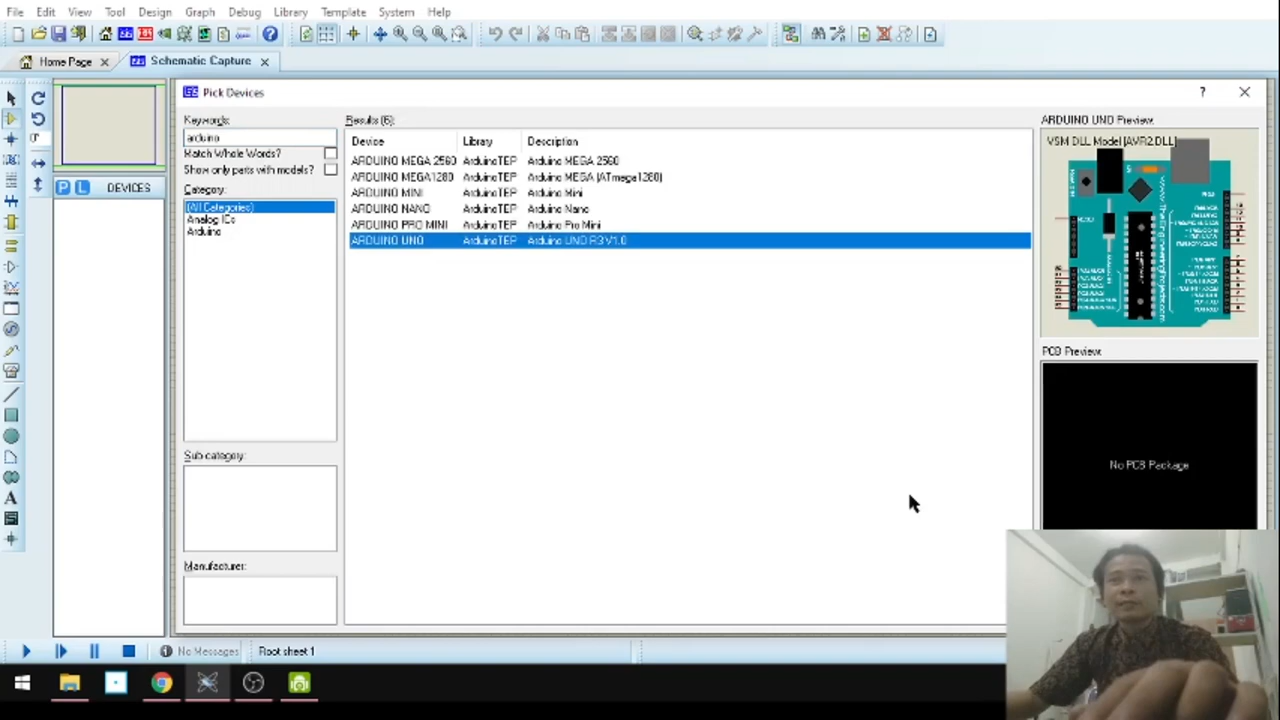 File Edit View Tool Design Graph Debug Library Template System Help
Home Page Schematic Capture
Pick Devices
Keywords:
arduino
Match Whole Words?
Show only parts with models?
Category:
(All Categories)
Analog ICs
Arduino
Sub category:
Manufacturer:
P L DEVICES
Results (6):
Device Library Description
ARDUINO MEGA 2560 ArduinoTEP Arduino MEGA 2560
ARDUINO MEGA1280 ArduinoTEP Arduino MEGA (ATmega1280)
ARDUINO MINI ArduinoTEP Arduino Mini
ARDUINO NANO ArduinoTEP Arduino Nano
ARDUINO PRO MINI ArduinoTEP Arduino Pro Mini
ARDUINO UNO ArduinoTEP Arduino UNO R3 V1.0
ARDUINO UNO Preview:
VSM DLL Model [AVR2.DLL]
PCB Preview:
No PCB Package
No Messages Root sheet 1